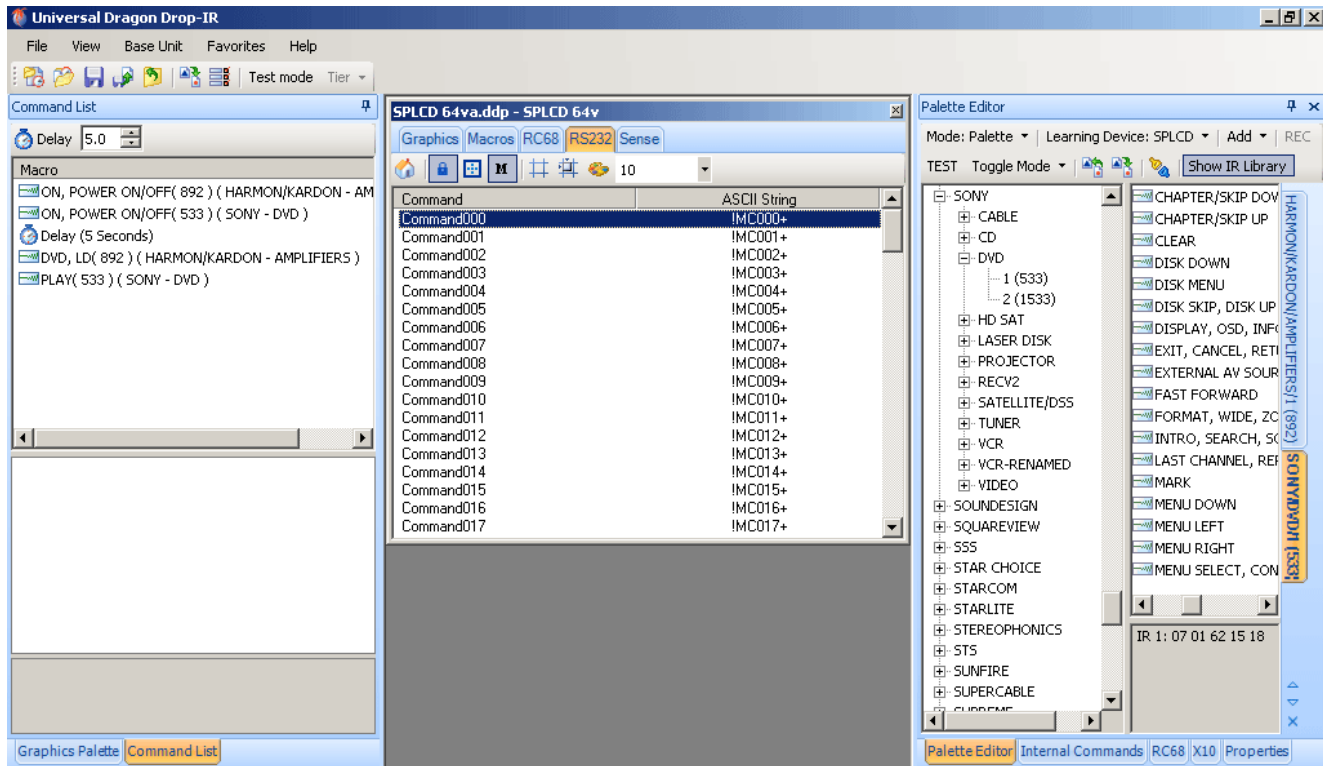 Universal Dragon Drop-IR
File View Base Unit Favorites Help
Test mode Tier
Command List
Delay 5.0
Macro
ON, POWER ON/OFF( 892 ) ( HARMON/KARDON - AM
ON, POWER ON/OFF( 533 ) ( SONY - DVD )
Delay (5 Seconds)
DVD, LD( 892 ) ( HARMON/KARDON - AMPLIFIERS )
PLAY( 533 ) ( SONY - DVD )
Graphics Palette Command List
SPLCD 64va.ddp - SPLCD 64v
Graphics Macros RC68 RS232 Sense
M 10
Command ASCII String
Command000 !MC000+
Command001 !MC001+
Command002 !MC002+
Command003 !MC003+
Command004 !MC004+
Command005 !MC005+
Command006 !MC006+
Command007 !MC007+
Command008 !MC008+
Command009 !MC009+
Command010 !MC010+
Command011 !MC011+
Command012 !MC012+
Command013 !MC013+
Command014 !MC014+
Command015 !MC015+
Command016 !MC016+
Command017 !MC017+
Palette Editor
Mode: Palette Learning Device: SPLCD Add REC
TEST Toggle Mode Show IR Library
SONY
CABLE
CD
DVD
1 (533)
2 (1533)
HD SAT
LASER DISK
PROJECTOR
RECV2
SATELLITE/DSS
TUNER
VCR
VCR-RENAMED
VIDEO
SOUNDESIGN
SQUAREVIEW
SSS
STAR CHOICE
STARCOM
STARLITE
STEREOPHONICS
STS
SUNFIRE
SUPERCABLE
CHAPTER/SKIP DOV
CHAPTER/SKIP UP
CLEAR
DISK DOWN
DISK MENU
DISK SKIP, DISK UP
DISPLAY, OSD, INF
EXIT, CANCEL, RET
EXTERNAL AV SOUR
FAST FORWARD
FORMAT, WIDE, ZO
INTRO, SEARCH, SC
LAST CHANNEL, REF
MARK
MENU DOWN
MENU LEFT
MENU RIGHT
MENU SELECT, CON
HARMON/KARDON/AMPLIFIERS/1 (892)
SONY/DVD/1 (533)
IR 1: 07 01 62 15 18
Palette Editor Internal Commands RC68 X10 Properties